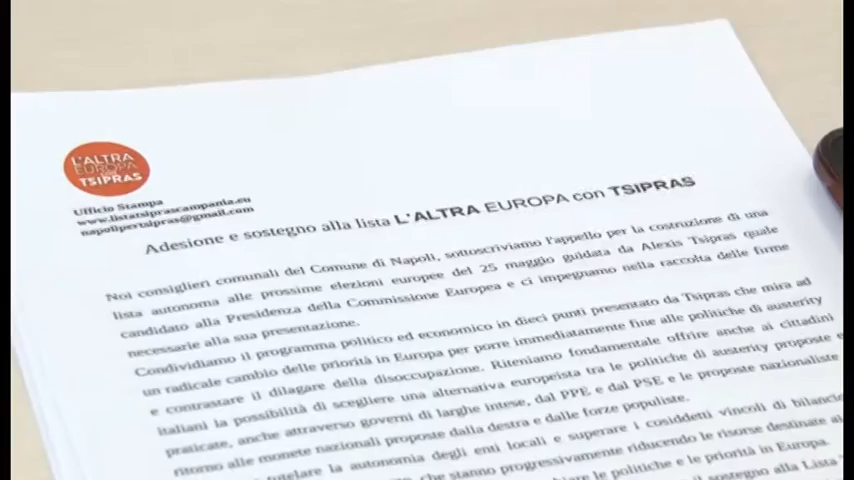 L'ALTRA
EUROPA
con
TSIPRAS
Ufficio Stampa
www.listatsiprascampania.eu
napolipertsipras@gmail.com
Adesione e sostegno alla lista L'ALTRA EUROPA con TSIPRAS
Noi consiglieri comunali del Comune di Napoli, sottoscriviamo l'appello per la costruzione di una
lista autonoma alle prossime elezioni europee del 25 maggio guidata da Alexis Tsipras quale
candidato alla Presidenza della Commissione Europea e ci impegnamo nella raccolta delle firme
necessarie alla sua presentazione.
Condividiamo il programma politico ed economico in dieci punti presentato da Tsipras che mira ad
un radicale cambio delle priorità in Europa per porre immediatamente fine alle politiche di austerity
e contrastare il dilagare della disoccupazione. Riteniamo fondamentale offrire anche ai cittadini
italiani la possibilità di scegliere una alternativa europeista tra le politiche di austerity proposte e
praticate, anche attraverso governi di larghe intese, dal PPE e dal PSE e le proposte nazionaliste
ritorno alle monete nazionali proposte dalla destra e dalle forze populiste.
tutelare la autonomia degli enti locali e superare i cosiddetti vincoli di bilancio
che stanno progressivamente riducendo le risorse destinate
le politiche e le priorità in Europa.
il sostegno alla Lista